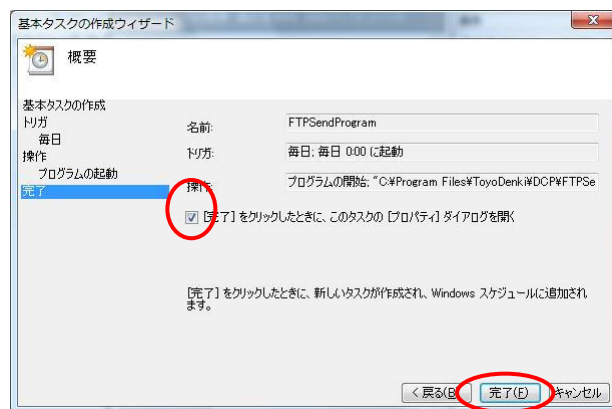 基本タスクの作成ウィザード
概要
基本タスクの作成
トリガ
毎日
操作
プログラムの起動
完了
名前: FTPSendProgram
トリガ: 毎日: 毎日 0:00 に起動
操作: プログラムの開始: "C:¥Program Files¥ToyoDenki¥DCP¥FTPSe
[完了] をクリックしたときに、このタスクの [プロパティ] ダイアログを開く
[完了] をクリックしたときに、新しいタスクが作成され、Windows スケジュールに追加され
ます。
< 戻る(B) 完了(F) キャンセル